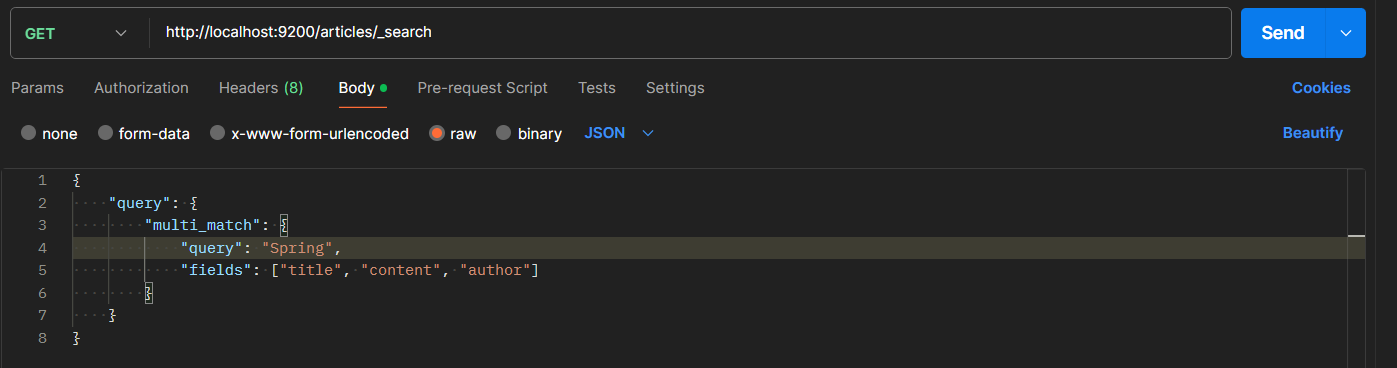 GET http://localhost:9200/articles/_search Send
Params Authorization Headers (8) Body Pre-request Script Tests Settings Cookies
none form-data x-www-form-urlencoded raw binary JSON Beautify
1 {
2 "query": {
3 "multi_match": {
4 "query": "Spring",
5 "fields": ["title", "content", "author"]
6 }
7 }
8 }